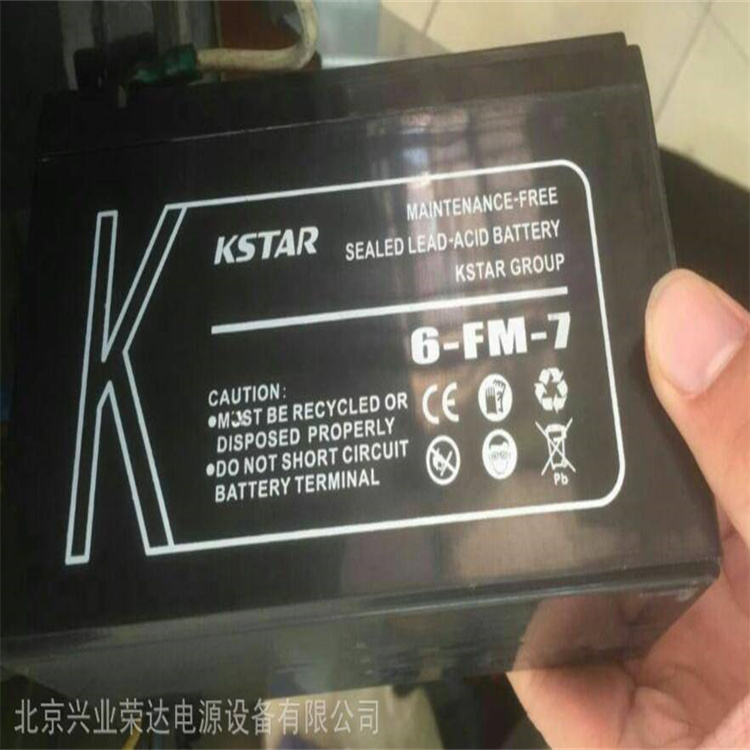 KSTAR
MAINTENANCE-FREE
SEALED LEAD-ACID BATTERY
KSTAR GROUP
6-FM-7
CAUTION:
●MUST BE RECYCLED OR
DISPOSED PROPERLY
●DO NOT SHORT CIRCUIT
BATTERY TERMINAL
CE
Pb
北京兴业荣达电源设备有限公司